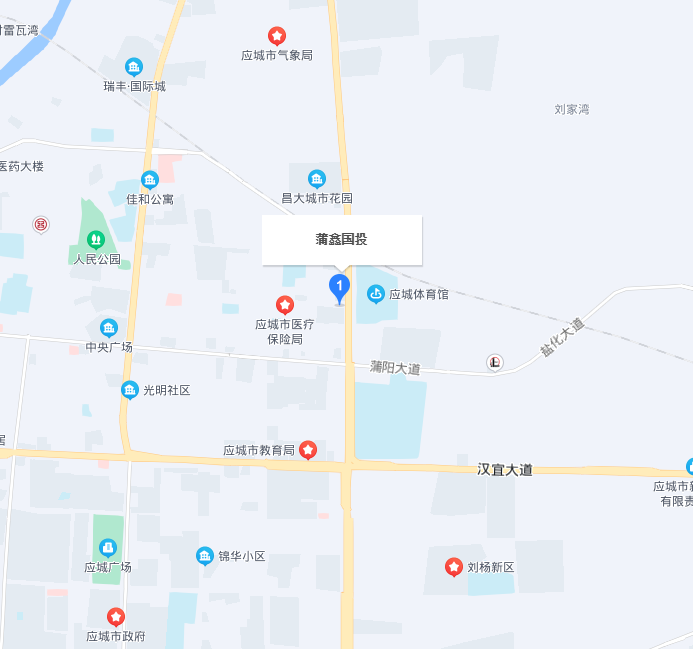 雷瓦湾
应城市气象局
瑞丰·国际城
刘家湾
医药大楼
佳和公寓
昌大城市花园
蒲鑫国投
人民公园
1
应城体育馆
应城市医疗
保险局
中央广场
盐化大道
蒲阳大道
光明社区
居
应城市教育局
汉宜大道
应城市新
有限责
锦华小区
应城广场
刘杨新区
应城市政府